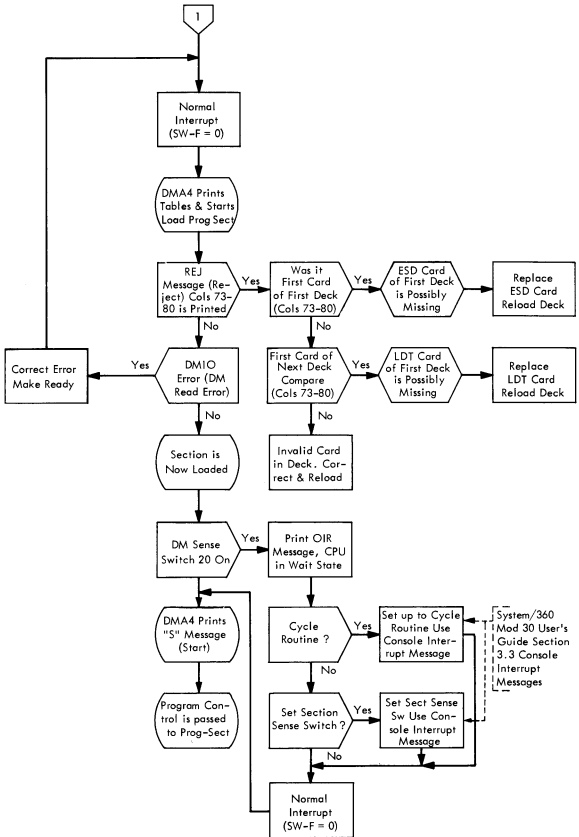 1
Normal
Interrupt
(SW-F = 0)
DMA4 Prints
Tables & Starts
Load Prog Sect
REJ
Message (Re-
ject) Cols 73-
80 is Printed
Yes
No
Was it
First Card
of First Deck
(Cols 73-80)
Yes
No
ESD Card
of First Deck
is Possibly
Missing
Replace
ESD Card
Reload Deck
Correct Error
Make Ready
Yes
DMIO
Error (DM
Read Error)
No
First Card of
Next Deck
Compare
(Cols 73-80)
Yes
No
LDT Card
of First Deck
is Possibly
Missing
Replace
LDT Card
Reload Deck
Section is
Now Loaded
Invalid Card
in Deck. Cor-
rect & Reload
DM Sense
Switch 20 On
Yes
No
Print OIR
Message, CPU
in Wait State
DMA4 Prints
"S" Message
(Start)
Cycle
Routine ?
Yes
No
Set up to Cycle
Routine Use
Console Inter-
rupt Message
System/360
Mod 30 User's
Guide Section
3.3 Console
Interrupt
Messages
Program Con-
trol is passed
to Prog-Sect
Set Section
Sense Switch ?
Yes
No
Set Sect Sense
Sw Use Con-
sole Interrupt
Message
Normal
Interrupt
(SW-F = 0)